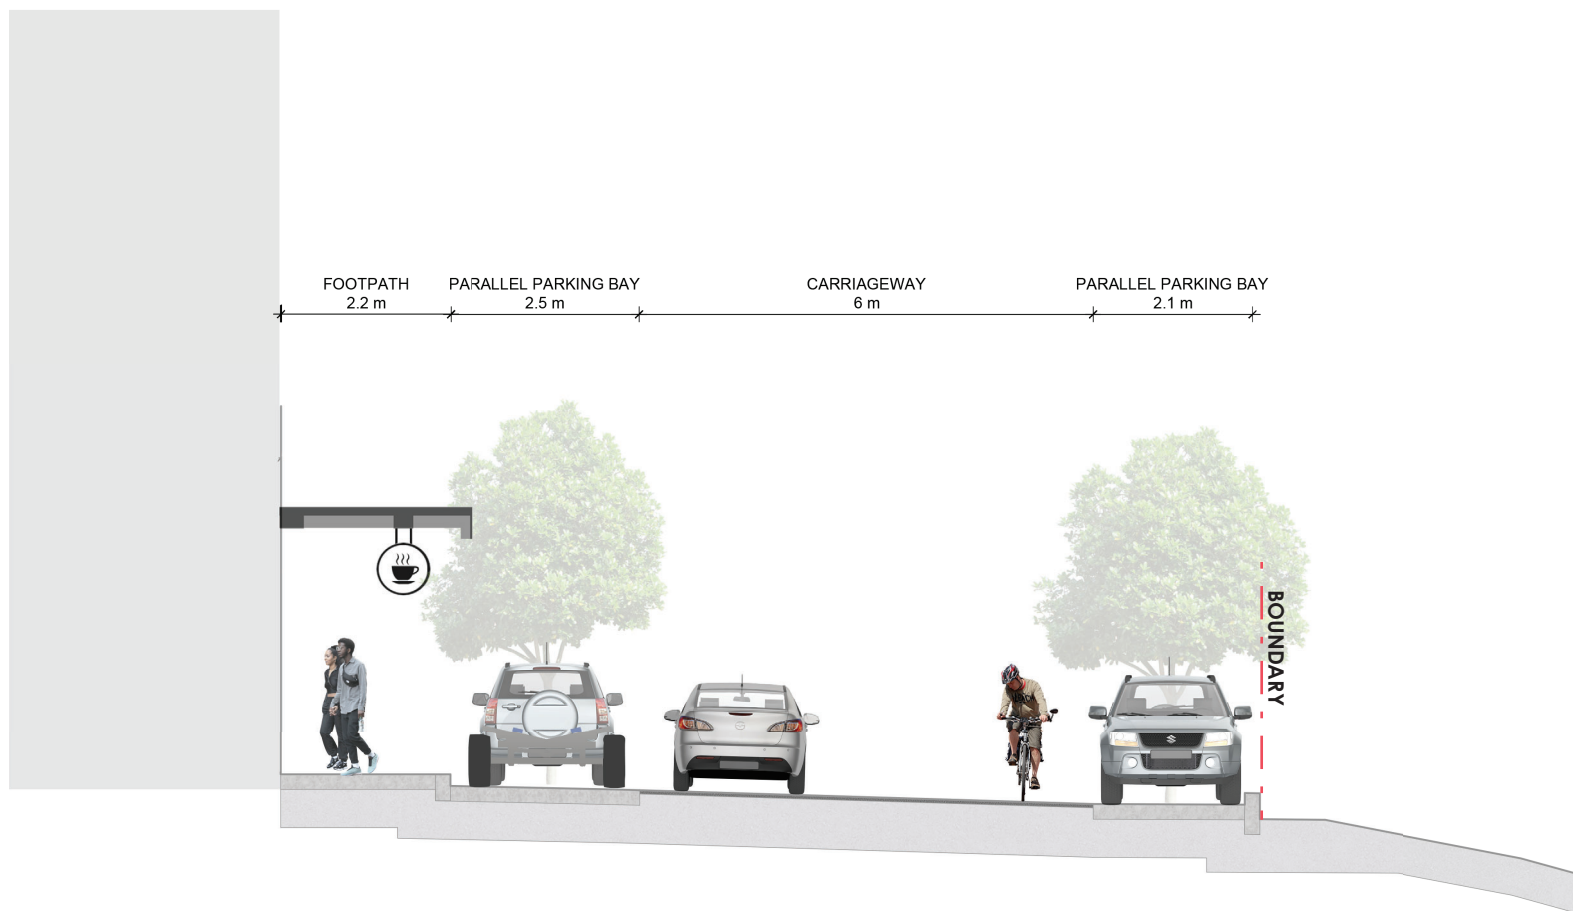 FOOTPATH
2.2 m
PARALLEL PARKING BAY
2.5 m
CARRIAGEWAY
6 m
PARALLEL PARKING BAY
2.1 m
BOUNDARY